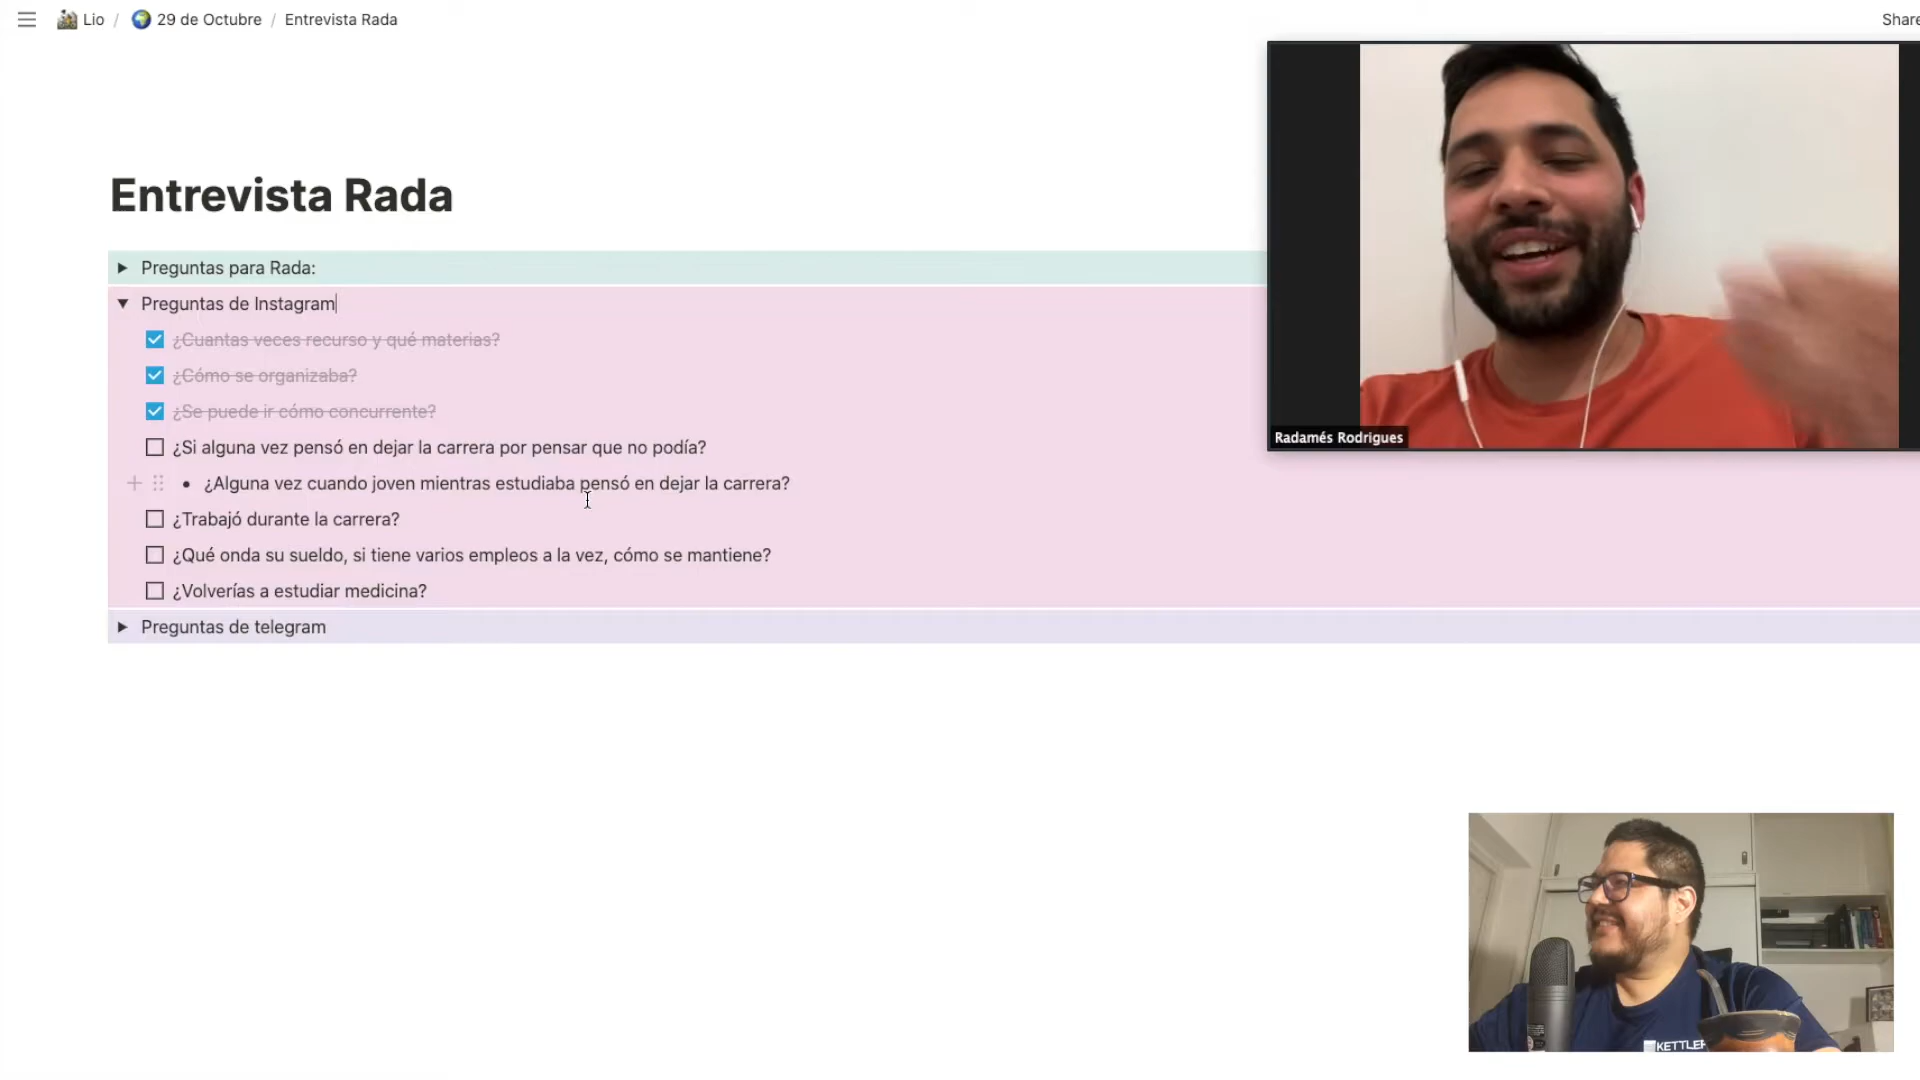 Lio / 29 de Octubre / Entrevista Rada
Share
Entrevista Rada
Preguntas para Rada:
Preguntas de Instagram
¿Cuantas veces recurso y qué materias?
¿Cómo se organizaba?
¿Se puede ir cómo concurrente?
¿Si alguna vez pensó en dejar la carrera por pensar que no podía?
¿Alguna vez cuando joven mientras estudiaba pensó en dejar la carrera?
¿Trabajó durante la carrera?
¿Qué onda su sueldo, si tiene varios empleos a la vez, cómo se mantiene?
¿Volverías a estudiar medicina?
Preguntas de telegram
Radamés Rodrigues
KETTLER